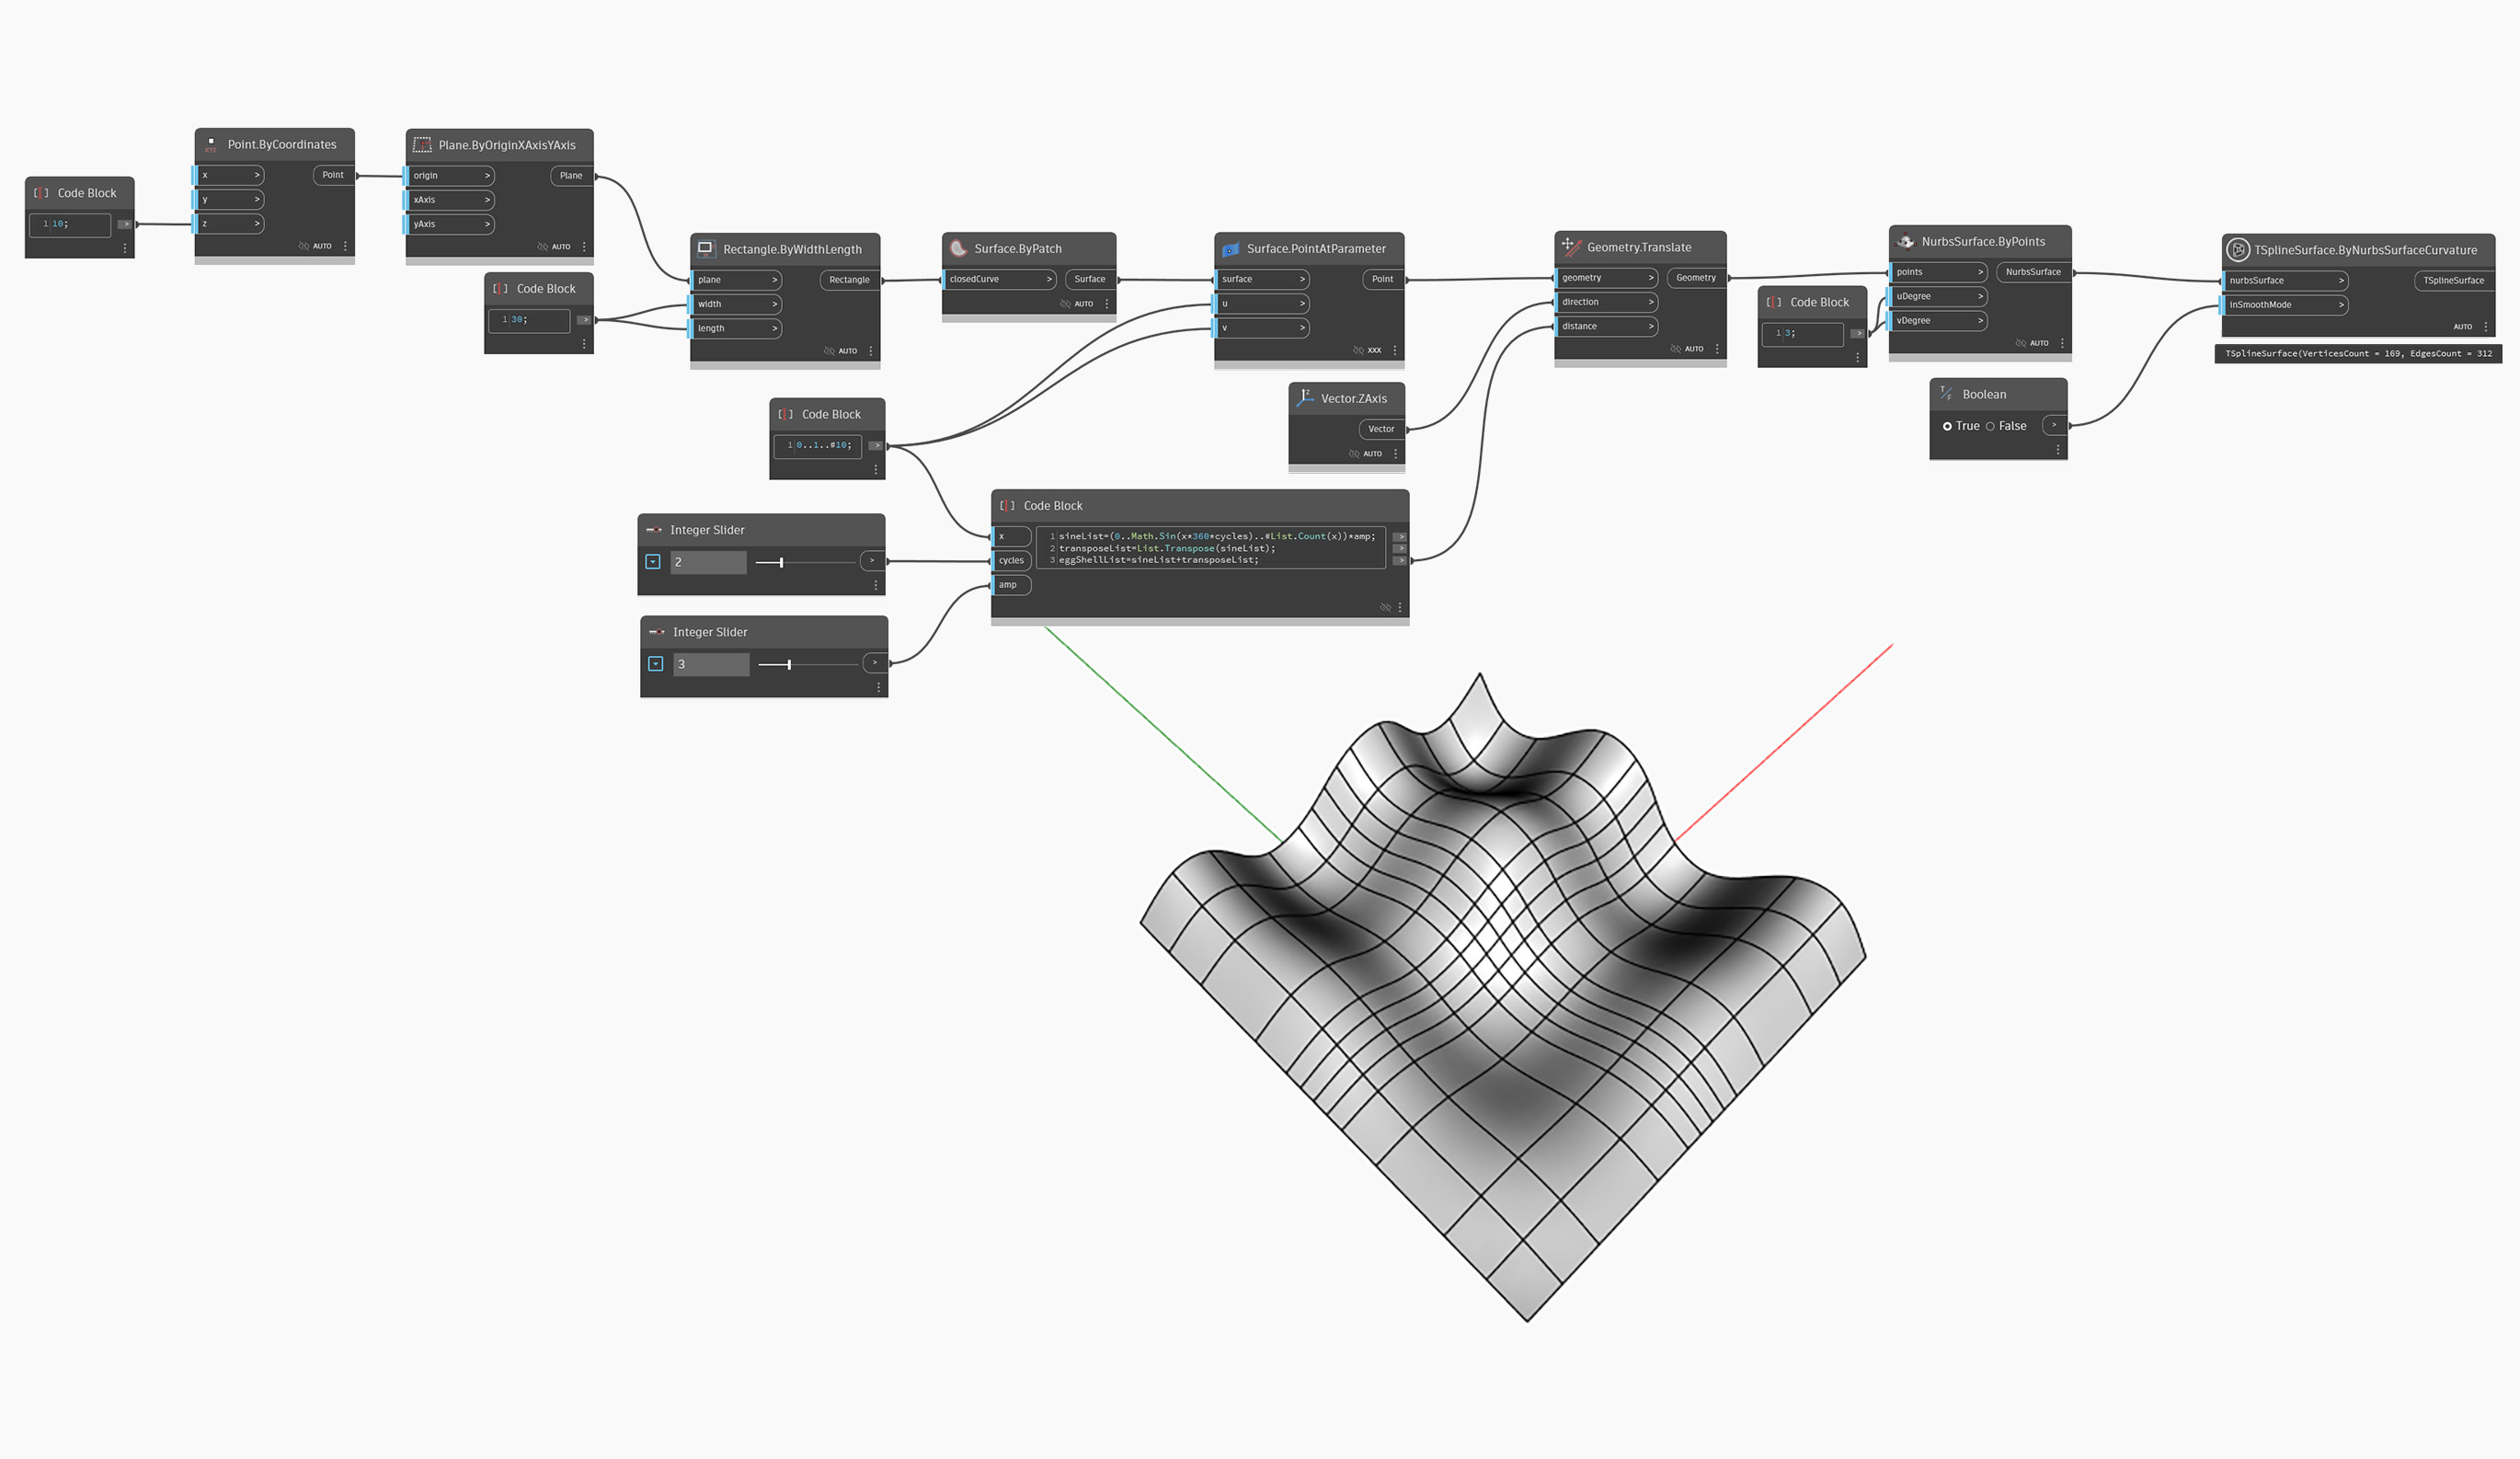 Code Block
1 10;
>
Point.ByCoordinates
XYZ
x >
Point
y >
z >
AUTO
Plane.ByOriginXAxisYAxis
origin >
Plane
xAxis >
yAxis >
AUTO
Code Block
1 30;
>
Rectangle.ByWidthLength
plane >
Rectangle
width >
length >
AUTO
Surface.ByPatch
closedCurve >
Surface
AUTO
Code Block
1 0..1..#10;
>
Surface.PointAtParameter
surface >
Point
u >
v >
XXX
Vector.ZAxis
Z
Vector
AUTO
Integer Slider
2
>
Integer Slider
3
>
Code Block
x
cycles
amp
1 sineList=(0..Math.Sin(x*360*cycles)..#List.Count(x))*amp;
2 transposeList=List.Transpose(sineList);
3 eggShellList=sineList+transposeList;
>
>
>
Geometry.Translate
geometry >
Geometry
direction >
distance >
AUTO
Code Block
1 3;
>
NurbsSurface.ByPoints
points >
NurbsSurface
uDegree >
vDegree >
AUTO
T/F
Boolean
True False
>
TSplineSurface.ByNurbsSurfaceCurvature
nurbsSurface >
TSplineSurface
inSmoothMode >
AUTO
TSplineSurface(VerticesCount = 169, EdgesCount = 312